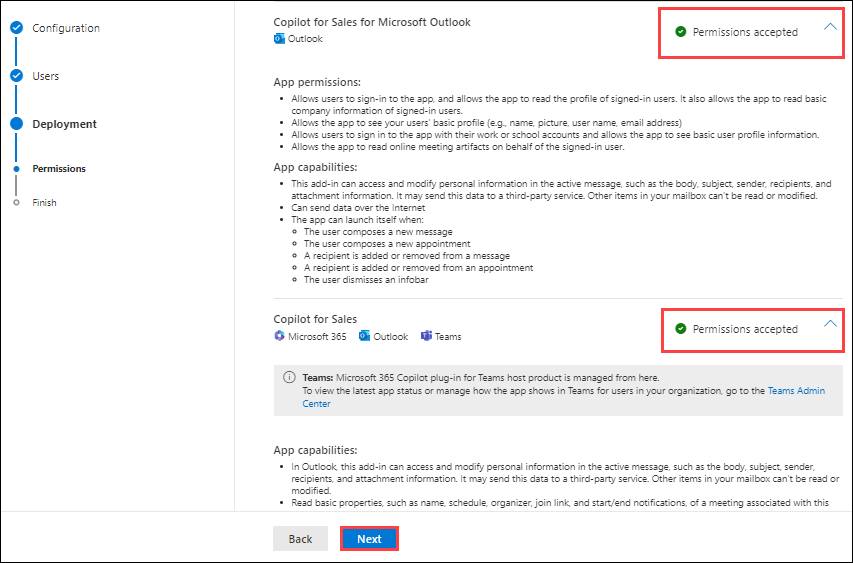 Configuration
Users
Deployment
Permissions
Finish
Copilot for Sales for Microsoft Outlook
Outlook
Permissions accepted
App permissions:
• Allows users to sign-in to the app, and allows the app to read the profile of signed-in users. It also allows the app to read basic
company information of signed-in users.
• Allows the app to see your users' basic profile (e.g., name, picture, user name, email address)
• Allows users to sign in to the app with their work or school accounts and allows the app to see basic user profile information.
• Allows the app to read online meeting artifacts on behalf of the signed-in user.
App capabilities:
• This add-in can access and modify personal information in the active message, such as the body, subject, sender, recipients, and
attachment information. It may send this data to a third-party service. Other items in your mailbox can't be read or modified.
• Can send data over the Internet
• The app can launch itself when:
The user composes a new message
The user composes a new appointment
A recipient is added or removed from a message
A recipient is added or removed from an appointment
The user dismisses an infobar
Copilot for Sales
Microsoft 365 Outlook Teams
Permissions accepted
Teams: Microsoft 365 Copilot plug-in for Teams host product is managed from here.
To view the latest app status or manage how the app shows in Teams for users in your organization, go to the Teams Admin
Center
App capabilities:
• In Outlook, this add-in can access and modify personal information in the active message, such as the body, subject, sender,
recipients, and attachment information. It may send this data to a third-party service. Other items in your mailbox can't be read or
modified.
• Read basic properties, such as name, schedule, organizer, join link, and start/end notifications, of a meeting associated with this
Back
Next